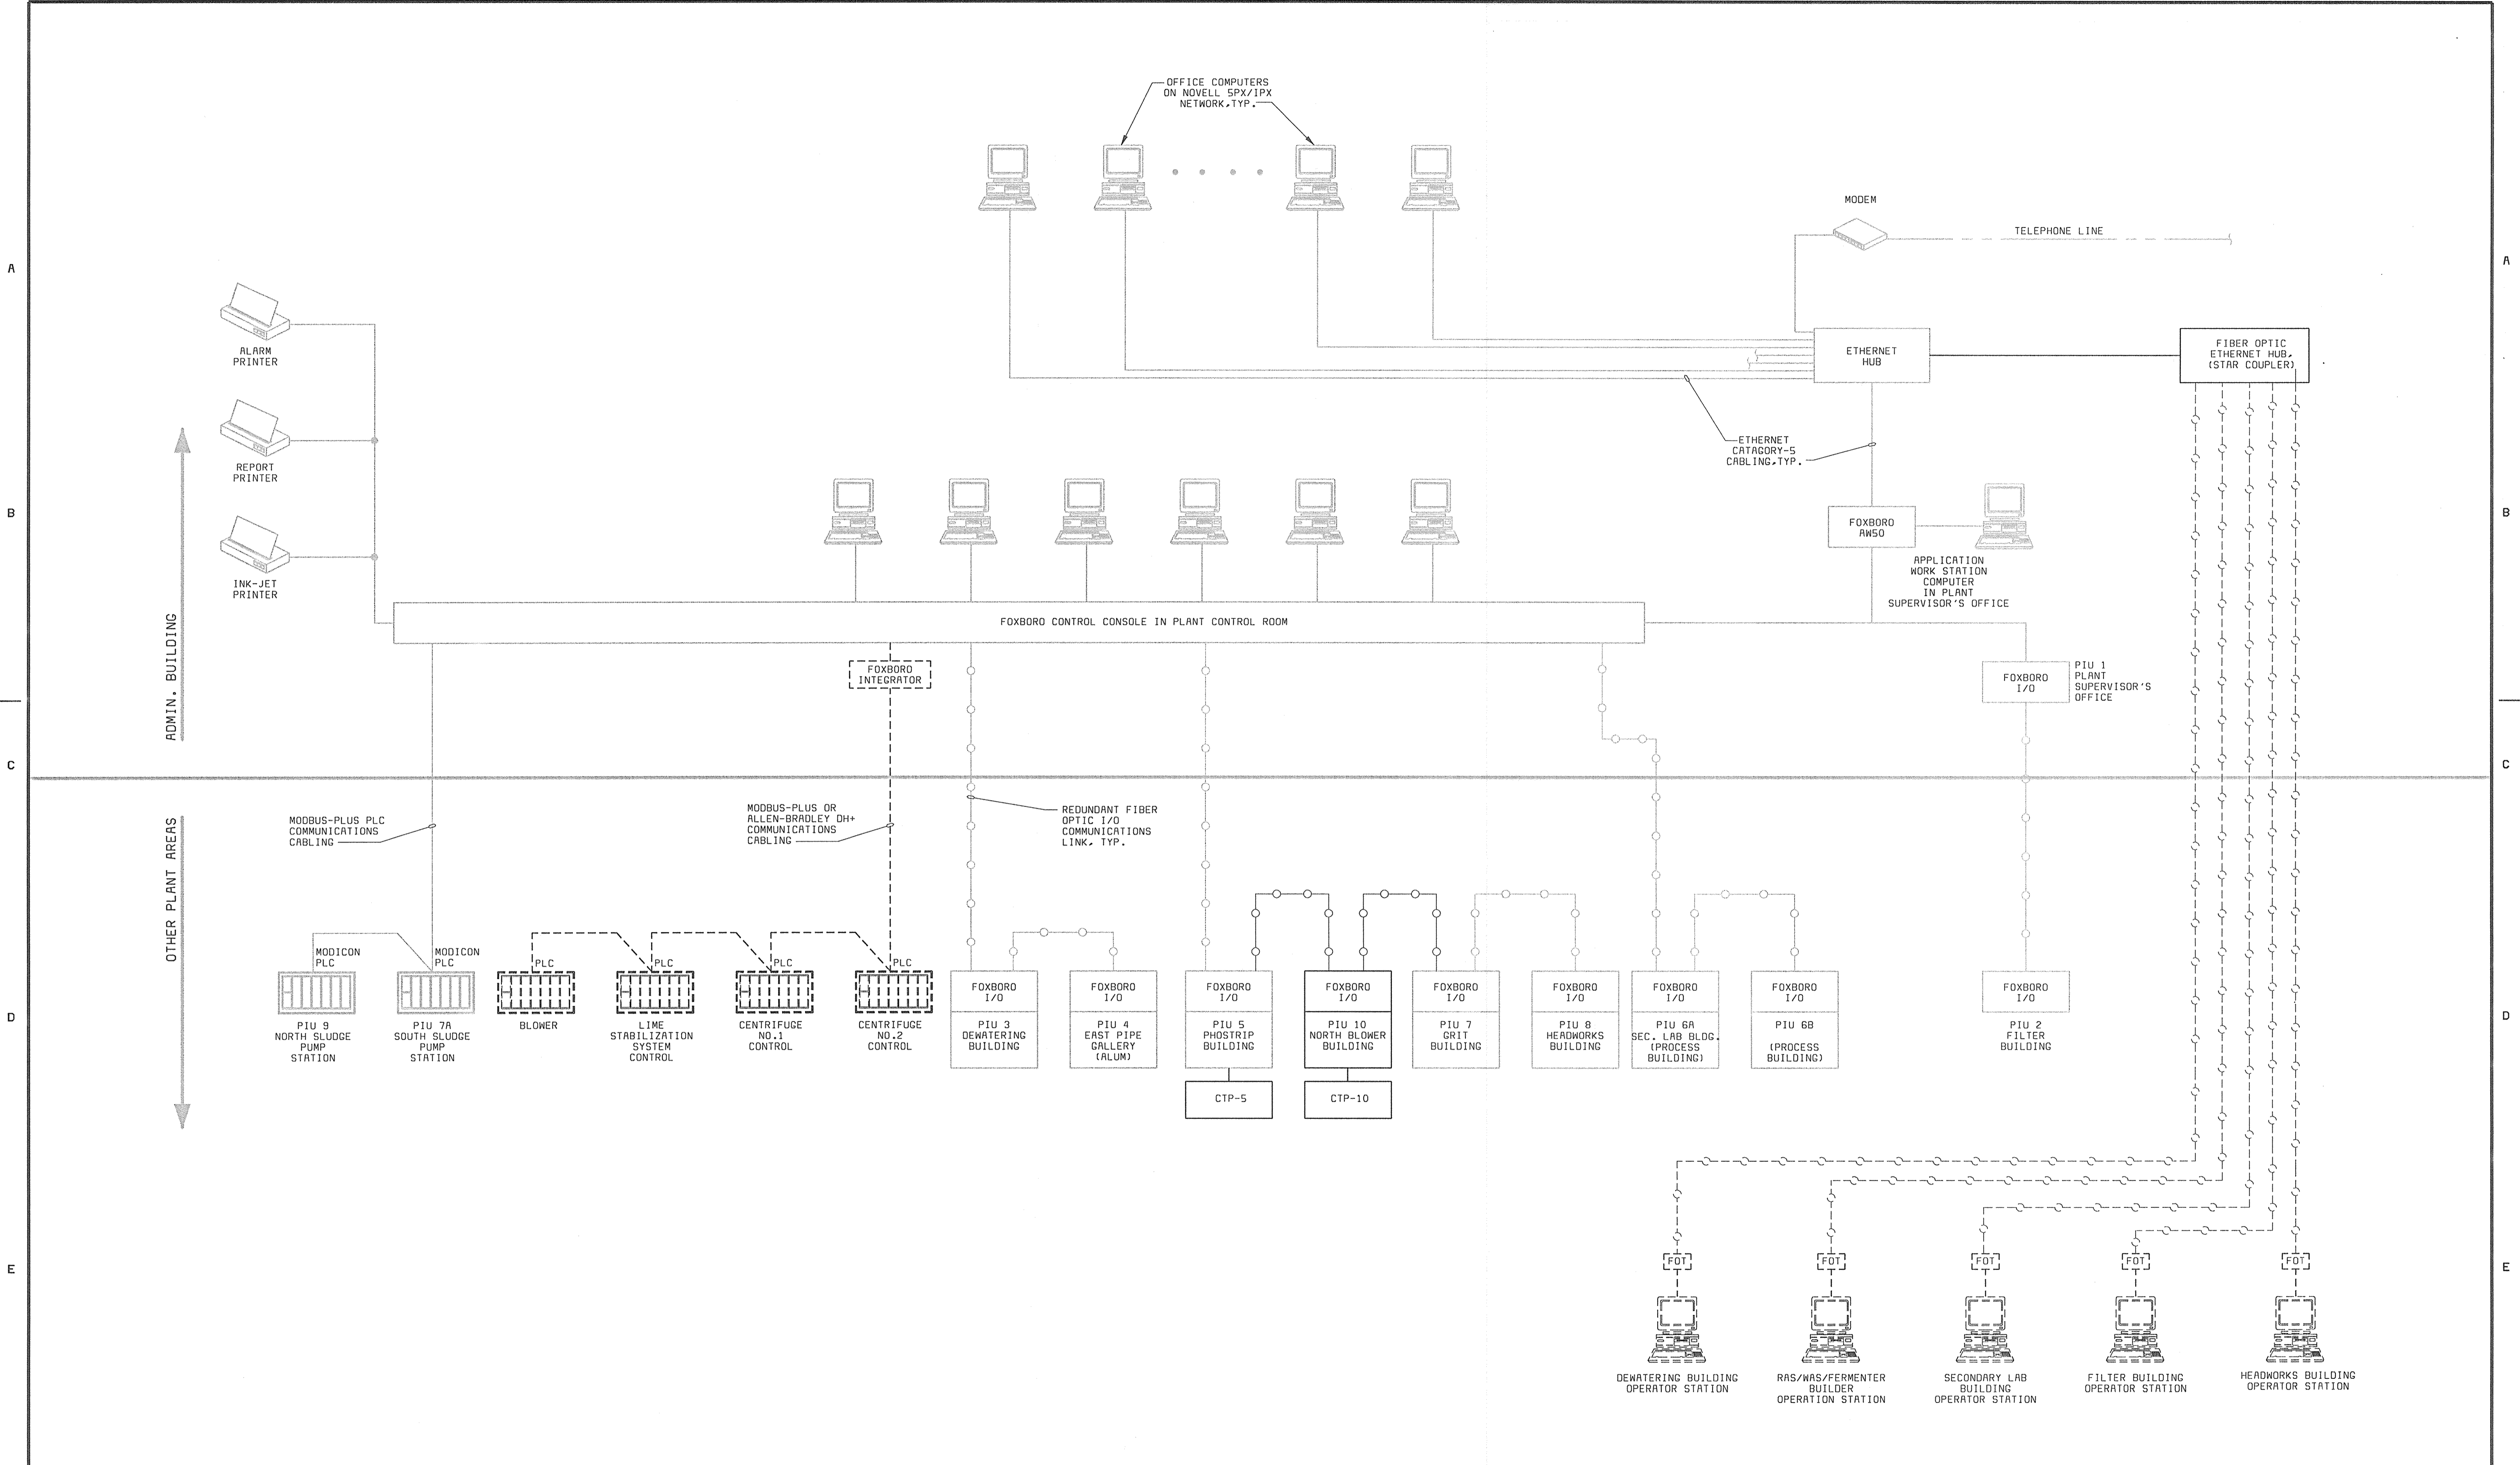 OFFICE COMPUTERS
ON NOVELL SPX/IPX
NETWORK,TYP.
MODEM
TELEPHONE LINE
A
A
ALARM
PRINTER
ETHERNET
HUB
FIBER OPTIC
ETHERNET HUB,
(STAR COUPLER)
REPORT
PRINTER
ETHERNET
CATAGORY-5
CABLING,TYP.
B
B
FOXBORO
AW50
INK-JET
PRINTER
APPLICATION
WORK STATION
COMPUTER
IN PLANT
SUPERVISOR'S OFFICE
FOXBORO CONTROL CONSOLE IN PLANT CONTROL ROOM
ADMIN. BUILDING
FOXBORO
INTEGRATOR
FOXBORO
I/O
PIU 1
PLANT
SUPERVISOR'S
OFFICE
C
C
OTHER PLANT AREAS
MODBUS-PLUS PLC
COMMUNICATIONS
CABLING
MODBUS-PLUS OR
ALLEN-BRADLEY DH+
COMMUNICATIONS
CABLING
REDUNDANT FIBER
OPTIC I/O
COMMUNICATIONS
LINK, TYP.
MODICON
PLC
MODICON
PLC
PLC
PLC
PLC
PLC
D
D
PIU 9
NORTH SLUDGE
PUMP
STATION
PIU 7A
SOUTH SLUDGE
PUMP
STATION
BLOWER
LIME
STABILIZATION
SYSTEM
CONTROL
CENTRIFUGE
NO.1
CONTROL
CENTRIFUGE
NO.2
CONTROL
FOXBORO
I/O
PIU 3
DEWATERING
BUILDING
FOXBORO
I/O
PIU 4
EAST PIPE
GALLERY
(ALUM)
FOXBORO
I/O
PIU 5
PHOSTRIP
BUILDING
CTP-5
FOXBORO
I/O
PIU 10
NORTH BLOWER
BUILDING
CTP-10
FOXBORO
I/O
PIU 7
GRIT
BUILDING
FOXBORO
I/O
PIU 8
HEADWORKS
BUILDING
FOXBORO
I/O
PIU 6A
SEC. LAB BLDG.
(PROCESS
BUILDING)
FOXBORO
I/O
PIU 6B
(PROCESS
BUILDING)
FOXBORO
I/O
PIU 2
FILTER
BUILDING
E
E
FOT
FOT
FOT
FOT
FOT
DEWATERING BUILDING
OPERATOR STATION
RAS/WAS/FERMENTER
BUILDER
OPERATION STATION
SECONDARY LAB
BUILDING
OPERATOR STATION
FILTER BUILDING
OPERATOR STATION
HEADWORKS BUILDING
OPERATOR STATION